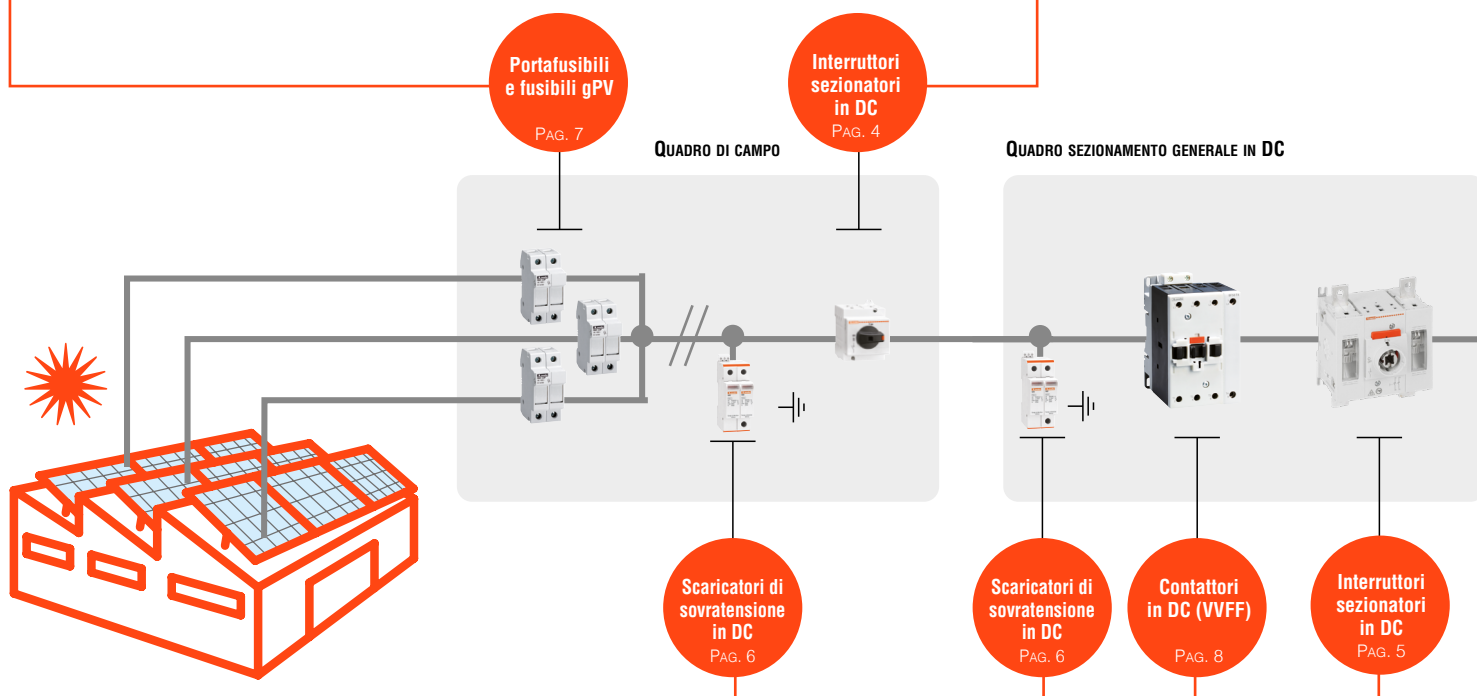 Portafusibili
e fusibili gPV
PAG. 7
Interruttori
sezionatori
in DC
PAG. 4
QUADRO DI CAMPO
QUADRO SEZIONAMENTO GENERALE IN DC
Scaricatori di
sovratensione
in DC
PAG. 6
Scaricatori di
sovratensione
in DC
PAG. 6
Contattori
in DC (VVFF)
PAG. 8
Interruttori
sezionatori
in DC
PAG. 5